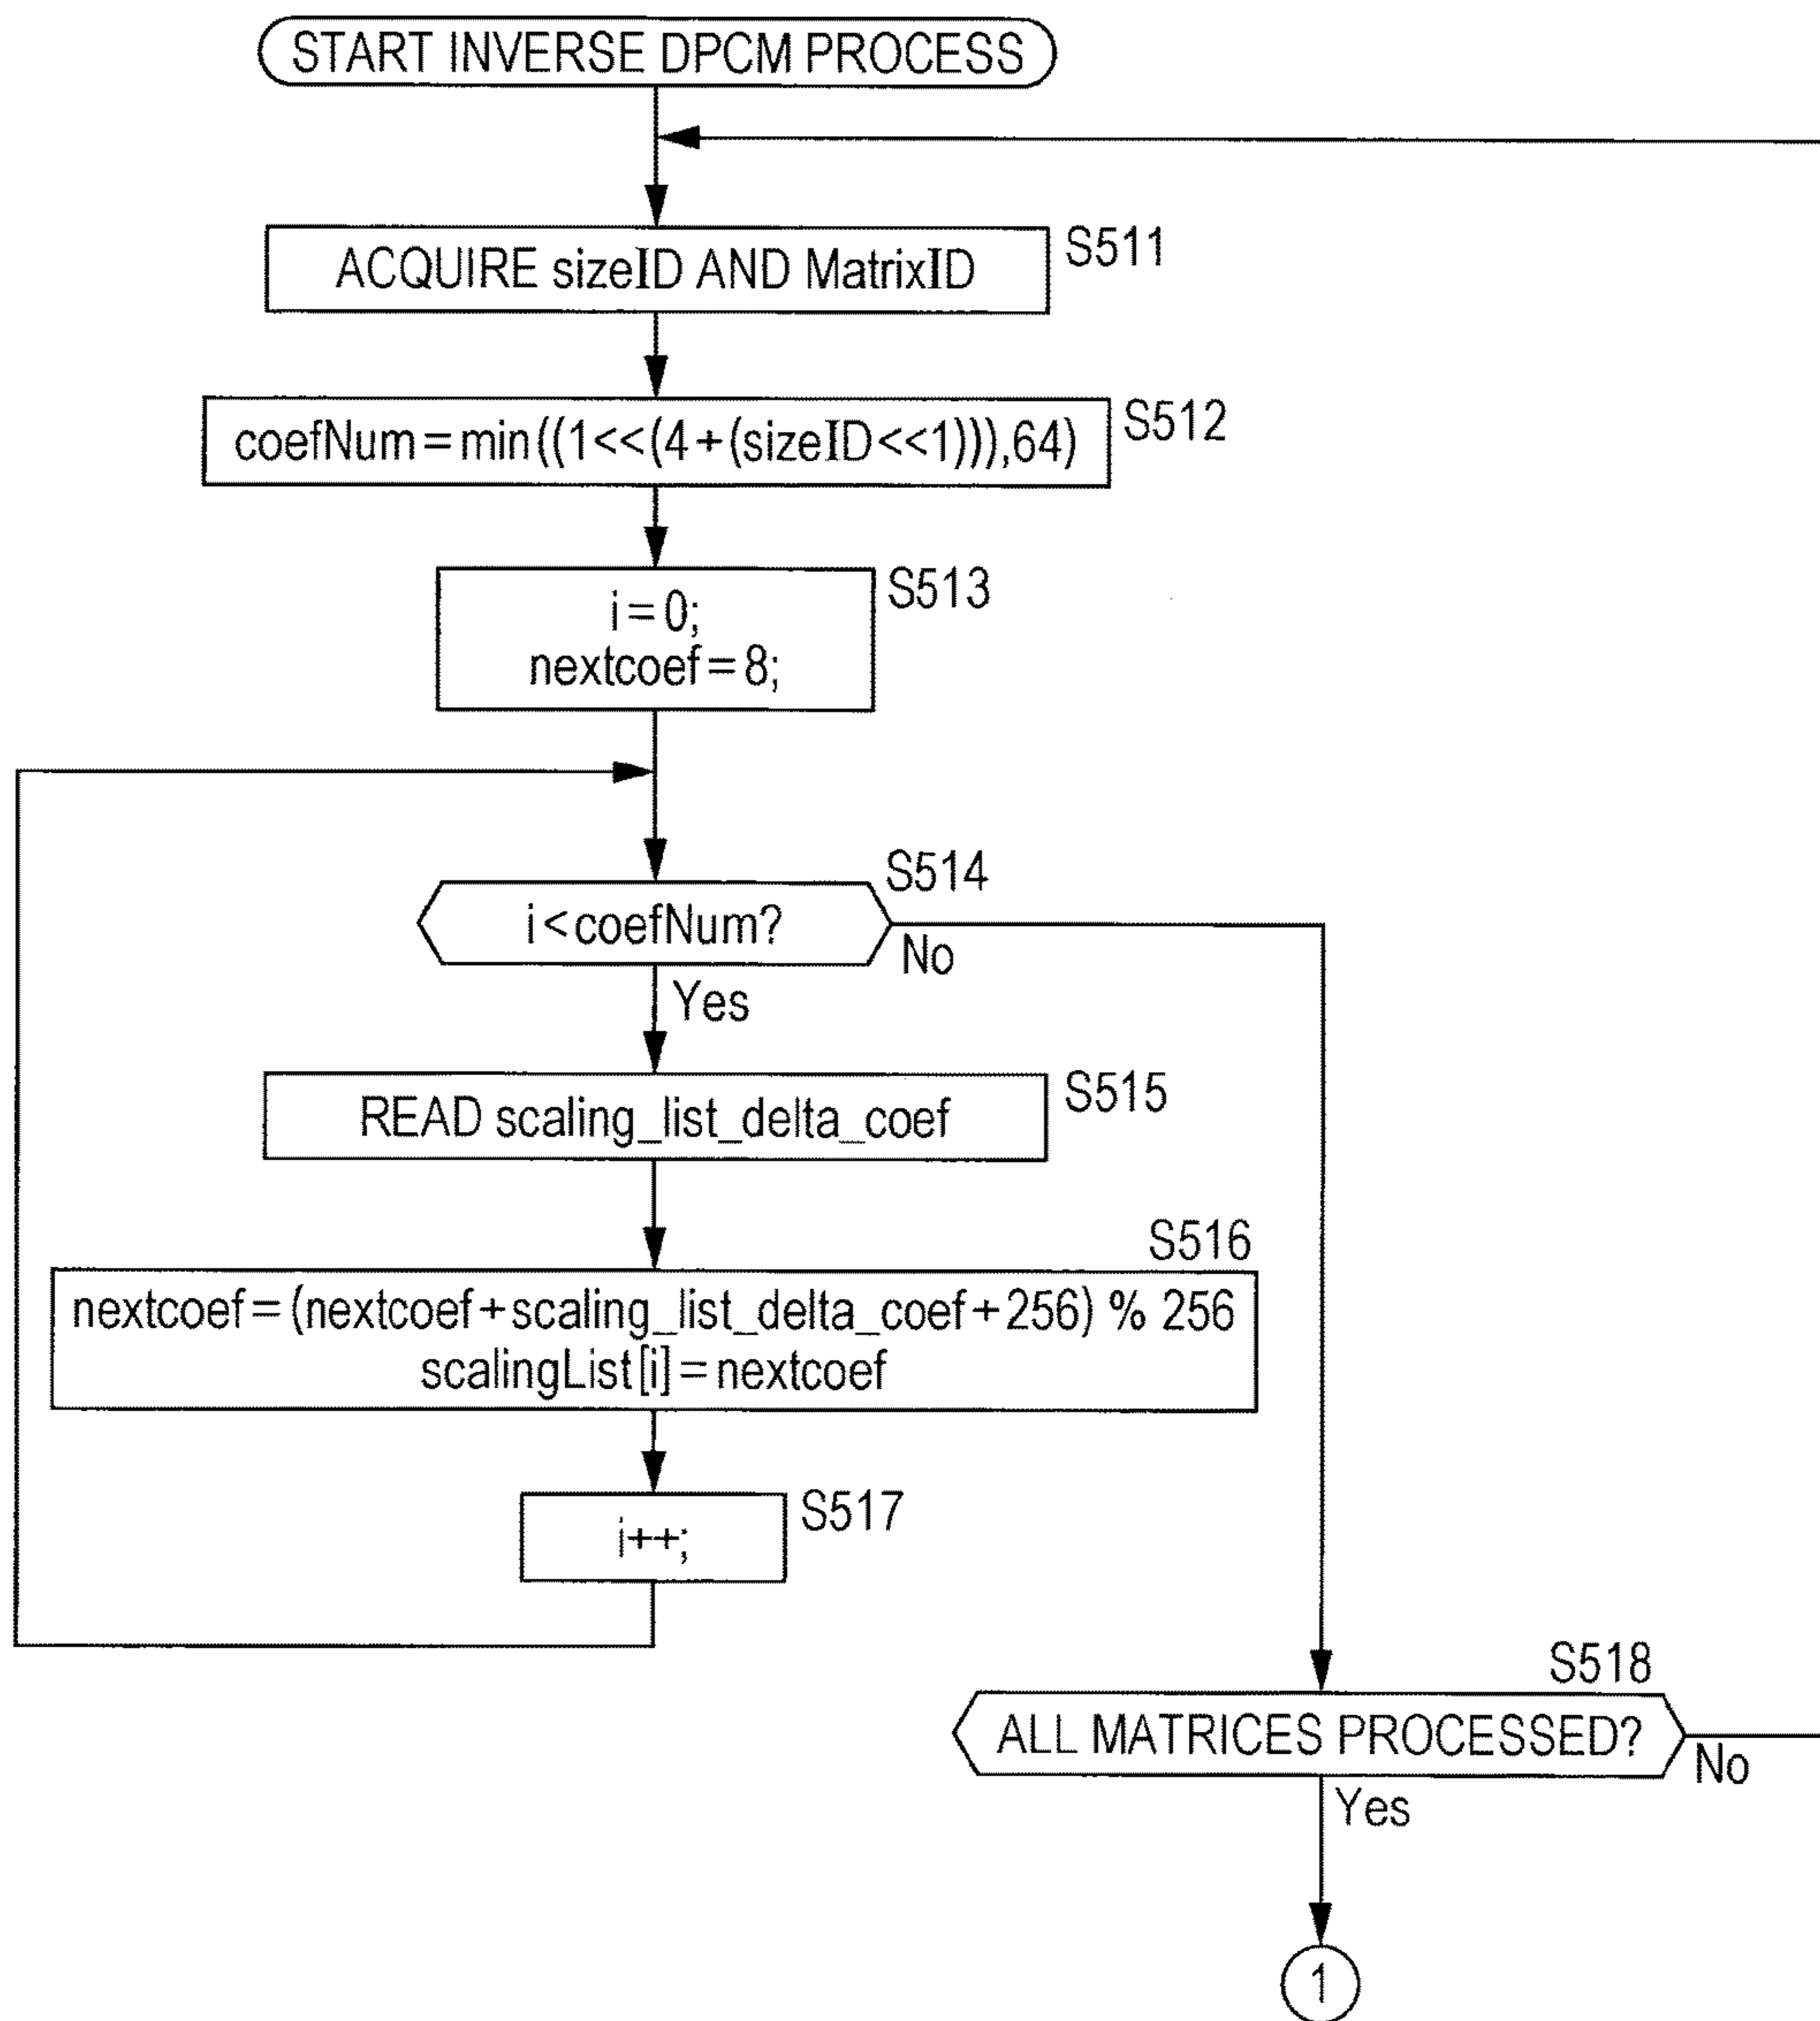 START INVERSE DPCM PROCESS
ACQUIRE sizeID AND MatrixID
S511
coefNum=min((1<<(4+(sizeID<<1))),64)
S512
i=0;
nextcoef=8;
S513
S514
i<coefNum?
No
Yes
READ scaling_list_delta_coef
S515
S516
nextcoef=(nextcoef+scaling_list_delta_coef+256) % 256
scalingList[i]=nextcoef
i++;
S517
S518
ALL MATRICES PROCESSED?
No
Yes
1